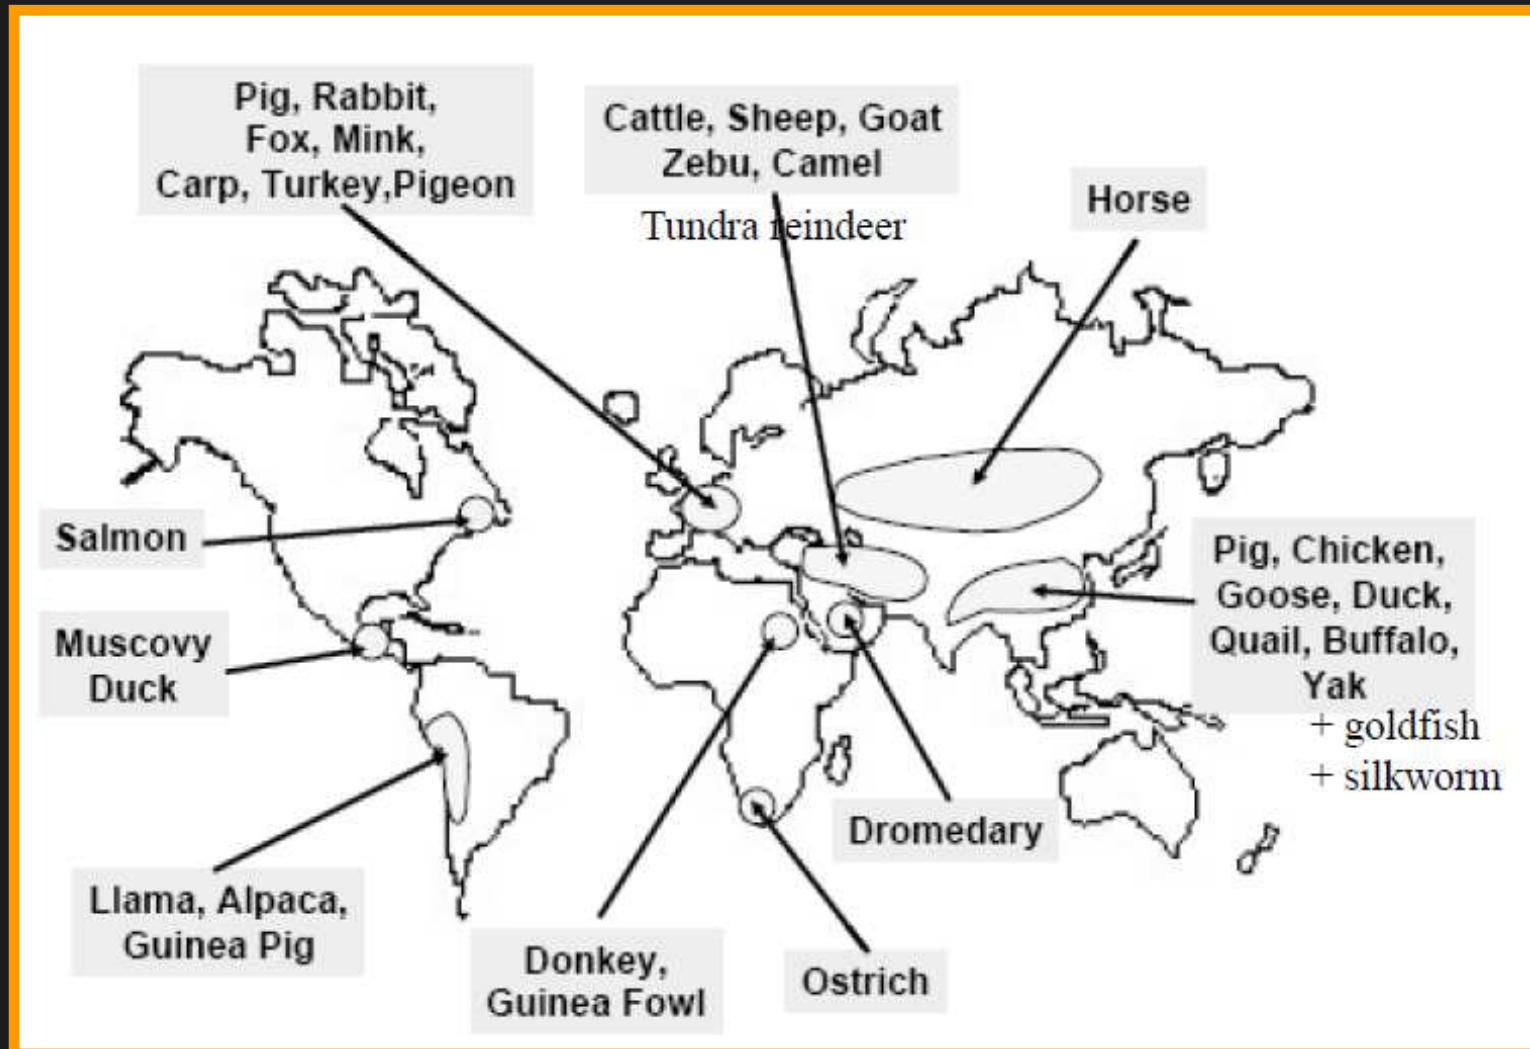 Pig, Rabbit,
Fox, Mink,
Carp, Turkey,Pigeon
Cattle, Sheep, Goat
Zebu, Camel
Tundra reindeer
Horse
Salmon
Muscovy
Duck
Pig, Chicken,
Goose, Duck,
Quail, Buffalo,
Yak
+ goldfish
+ silkworm
Dromedary
Llama, Alpaca,
Guinea Pig
Donkey,
Guinea Fowl
Ostrich